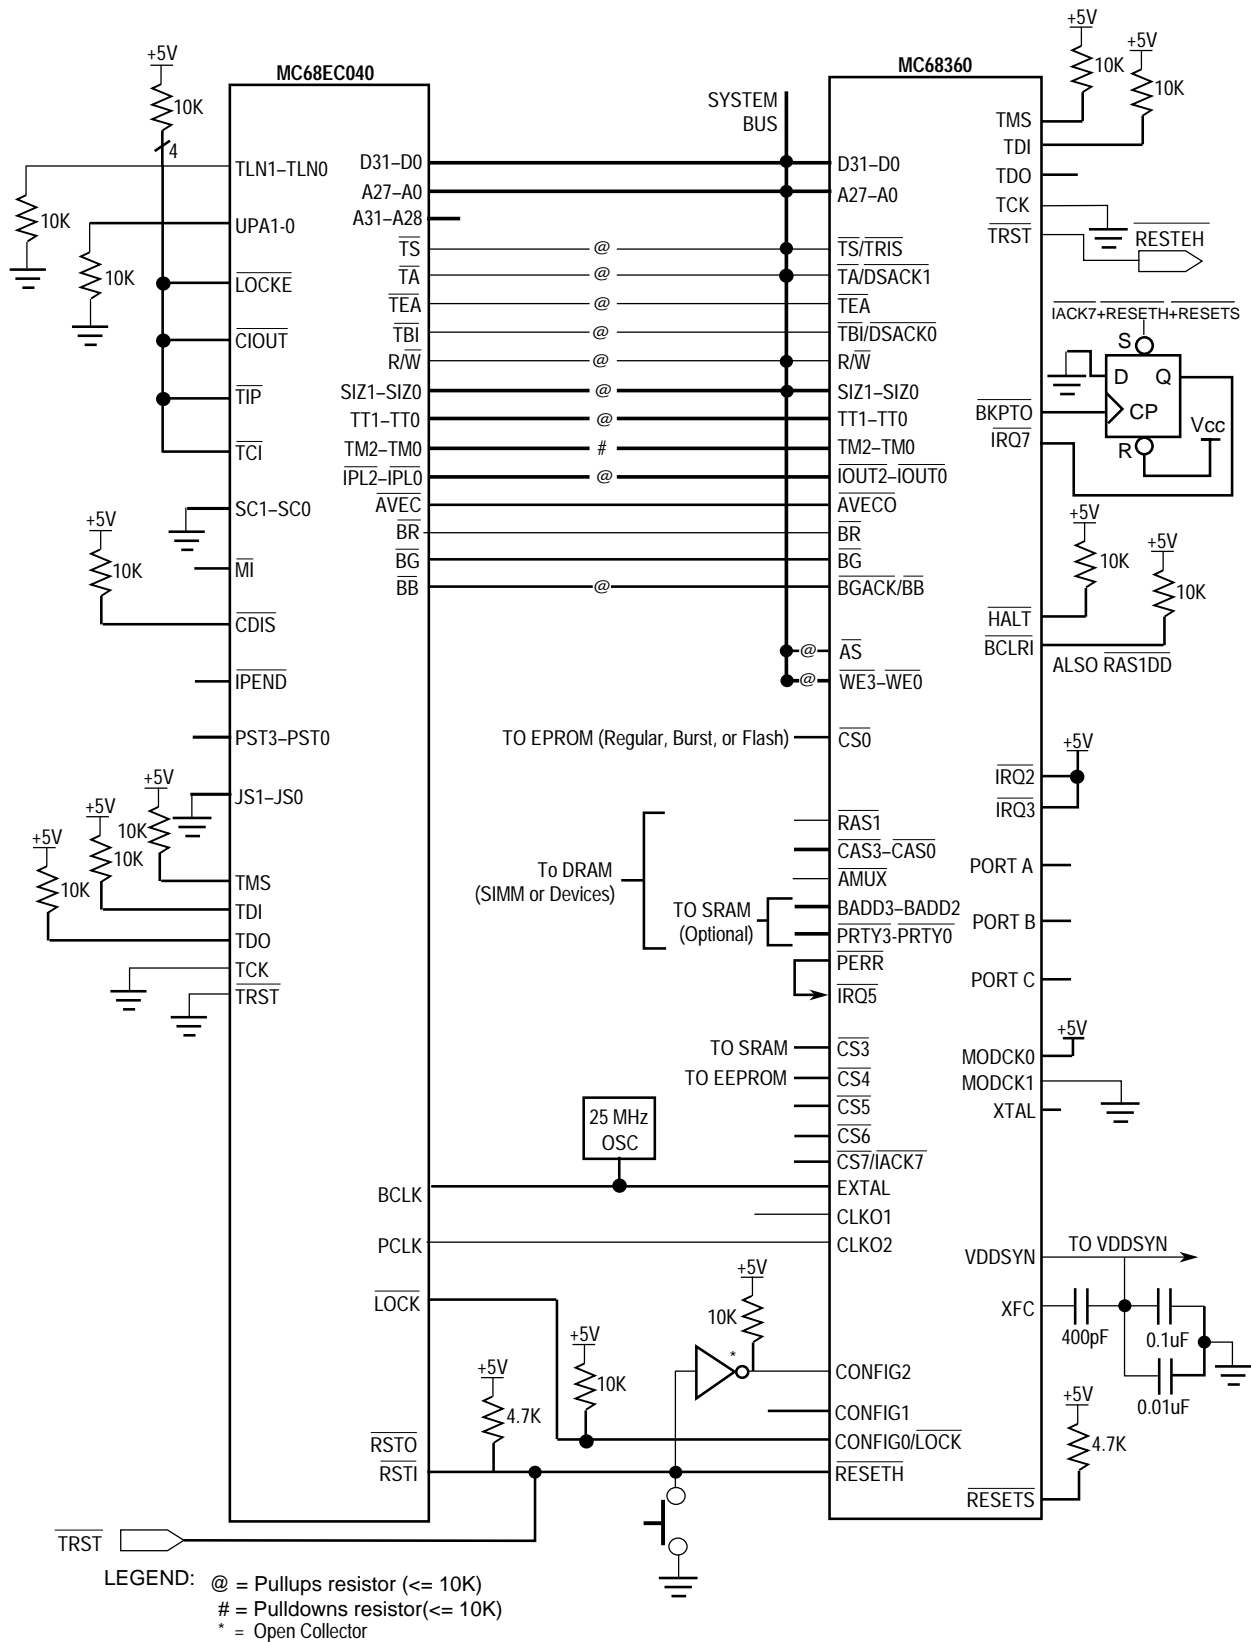 +5V
+5V
+5V
MC68EC040
MC68360
10K
10K
10K
SYSTEM
BUS
4
TMS
TDI
TDO
TCK
TRST
RESTEH
TLN1–TLN0
UPA1-0
10K
10K
LOCKE
CIOUT
TIP
TCI
SC1–SC0
+5V
10K
MI
CDIS
IPEND
PST3–PST0
JS1–JS0
+5V
+5V
+5V
10K
10K
10K
TMS
TDI
TDO
TCK
TRST
D31–D0
A27–A0
A31–A28
TS
TA
TEA
TBI
R/W
SIZ1–SIZ0
TT1–TT0
TM2–TM0
IPL2–IPL0
AVEC
BR
BG
BB
@
@
@
@
@
@
@
#
@
@
@
@
D31–D0
A27–A0
TS/TRIS
TA/DSACK1
TEA
TBI/DSACK0
R/W
SIZ1–SIZ0
TT1–TT0
TM2–TM0
IOUT2–IOUT0
AVECO
BR
BG
BGACK/BB
AS
WE3–WE0
TO EPROM (Regular, Burst, or Flash)
CS0
RAS1
CAS3–CAS0
AMUX
BADD3–BADD2
PRTY3-PRTY0
PERR
IRQ5
To DRAM
(SIMM or Devices)
TO SRAM
(Optional)
TO SRAM
CS3
TO EEPROM
CS4
CS5
CS6
CS7/IACK7
25 MHz
OSC
BCLK
EXTAL
CLKO1
PCLK
CLKO2
LOCK
+5V
10K
*
CONFIG2
+5V
10K
CONFIG1
+5V
4.7K
CONFIG0/LOCK
RSTO
RSTI
RESETH
IACK7+RESETH+RESETS
S
D
Q
CP
R
Vcc
BKPTO
IRQ7
+5V
10K
+5V
10K
HALT
BCLRI
ALSO RAS1DD
+5V
IRQ2
IRQ3
PORT A
PORT B
PORT C
+5V
MODCK0
MODCK1
XTAL
VDDSYN
TO VDDSYN
XFC
400pF
0.1uF
0.01uF
+5V
4.7K
RESETS
TRST
LEGEND:
@ = Pullups resistor (<= 10K)
# = Pulldowns resistor(<= 10K)
* = Open Collector